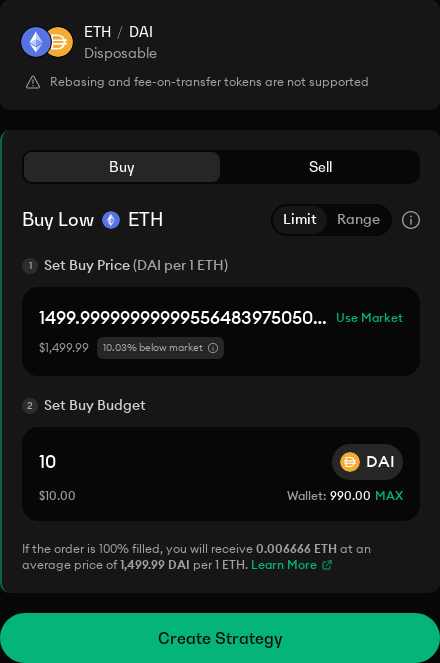 ETH / DAI
Disposable
Rebasing and fee-on-transfer tokens are not supported
Buy Sell
Buy Low ETH Limit Range
1 Set Buy Price (DAI per 1 ETH)
1499.99999999999556483975050... Use Market
$1,499.99 10.03% below market
2 Set Buy Budget
10 DAI
$10.00 Wallet: 990.00 MAX
If the order is 100% filled, you will receive 0.006666 ETH at an
average price of 1,499.99 DAI per 1 ETH. Learn More
Create Strategy